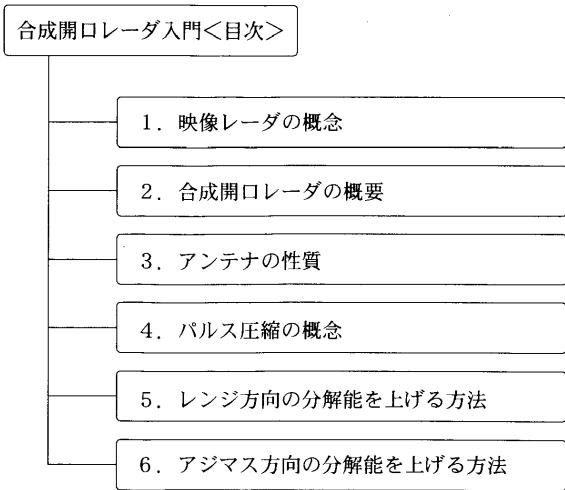 合成開口レーダ入門＜目次＞
1．映像レーダの概念
2．合成開口レーダの概要
3．アンテナの性質
4．パルス圧縮の概念
5．レンジ方向の分解能を上げる方法
6．アジマス方向の分解能を上げる方法